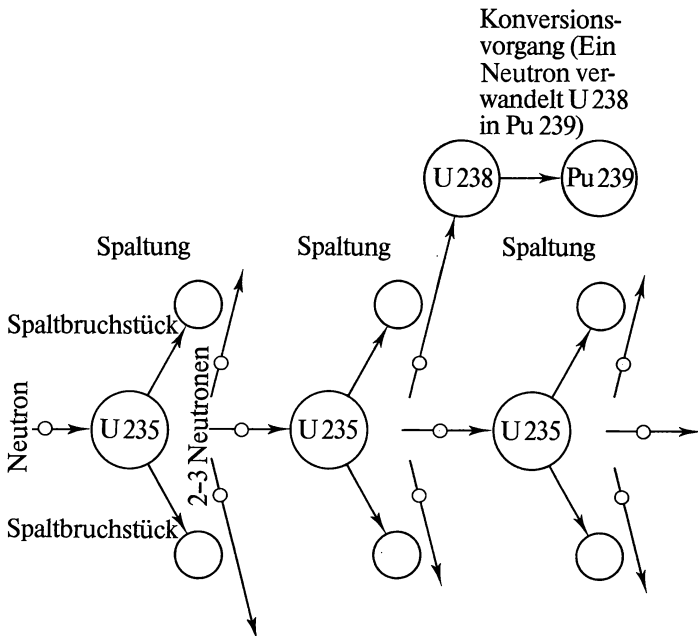 Konversions-
vorgang (Ein
Neutron ver-
wandelt U 238
in Pu 239)
U 238
Pu 239
Spaltung
Spaltung
Spaltung
Spaltbruchstück
Neutron
U 235
2–3 Neutronen
U 235
U 235
Spaltbruchstück